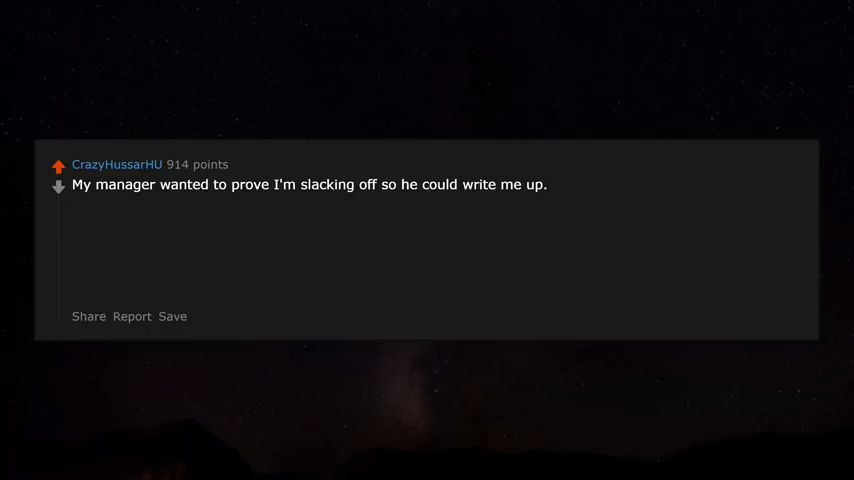 CrazyHussarHU 914 points
My manager wanted to prove I'm slacking off so he could write me up.
Share Report Save